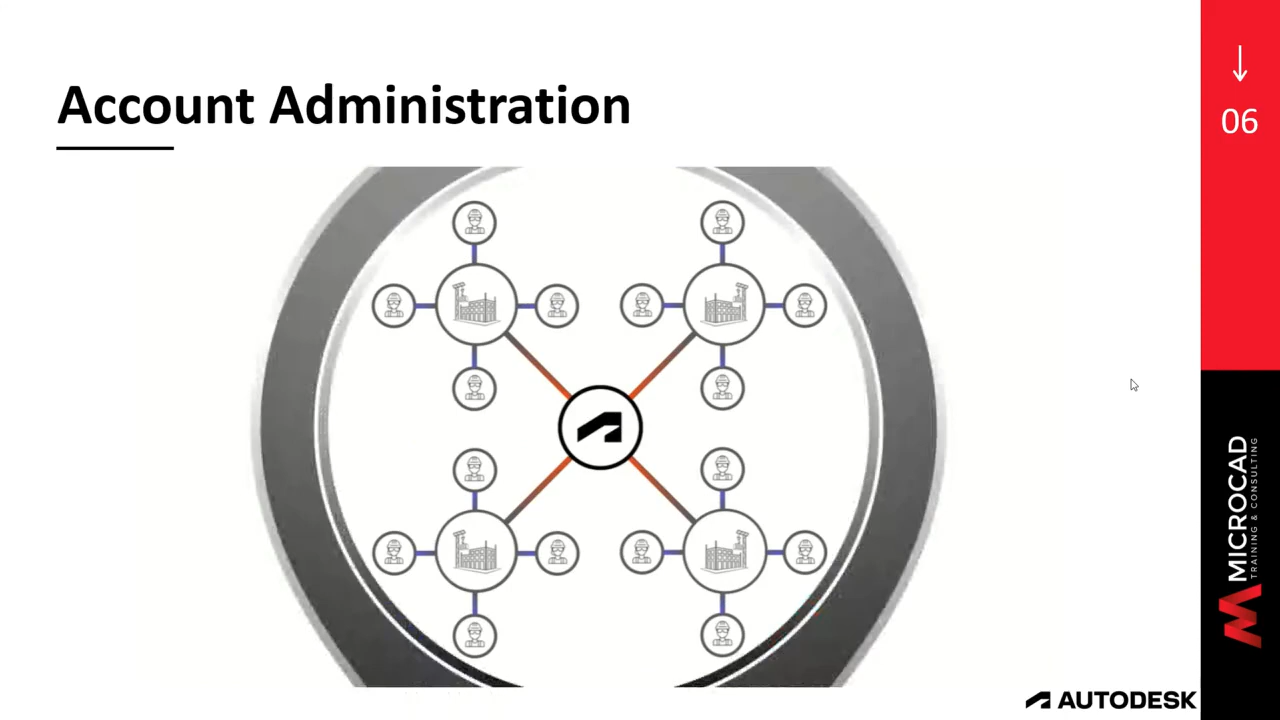 Account Administration
06
MICROCAD
TRAINING & CONSULTING
AUTODESK